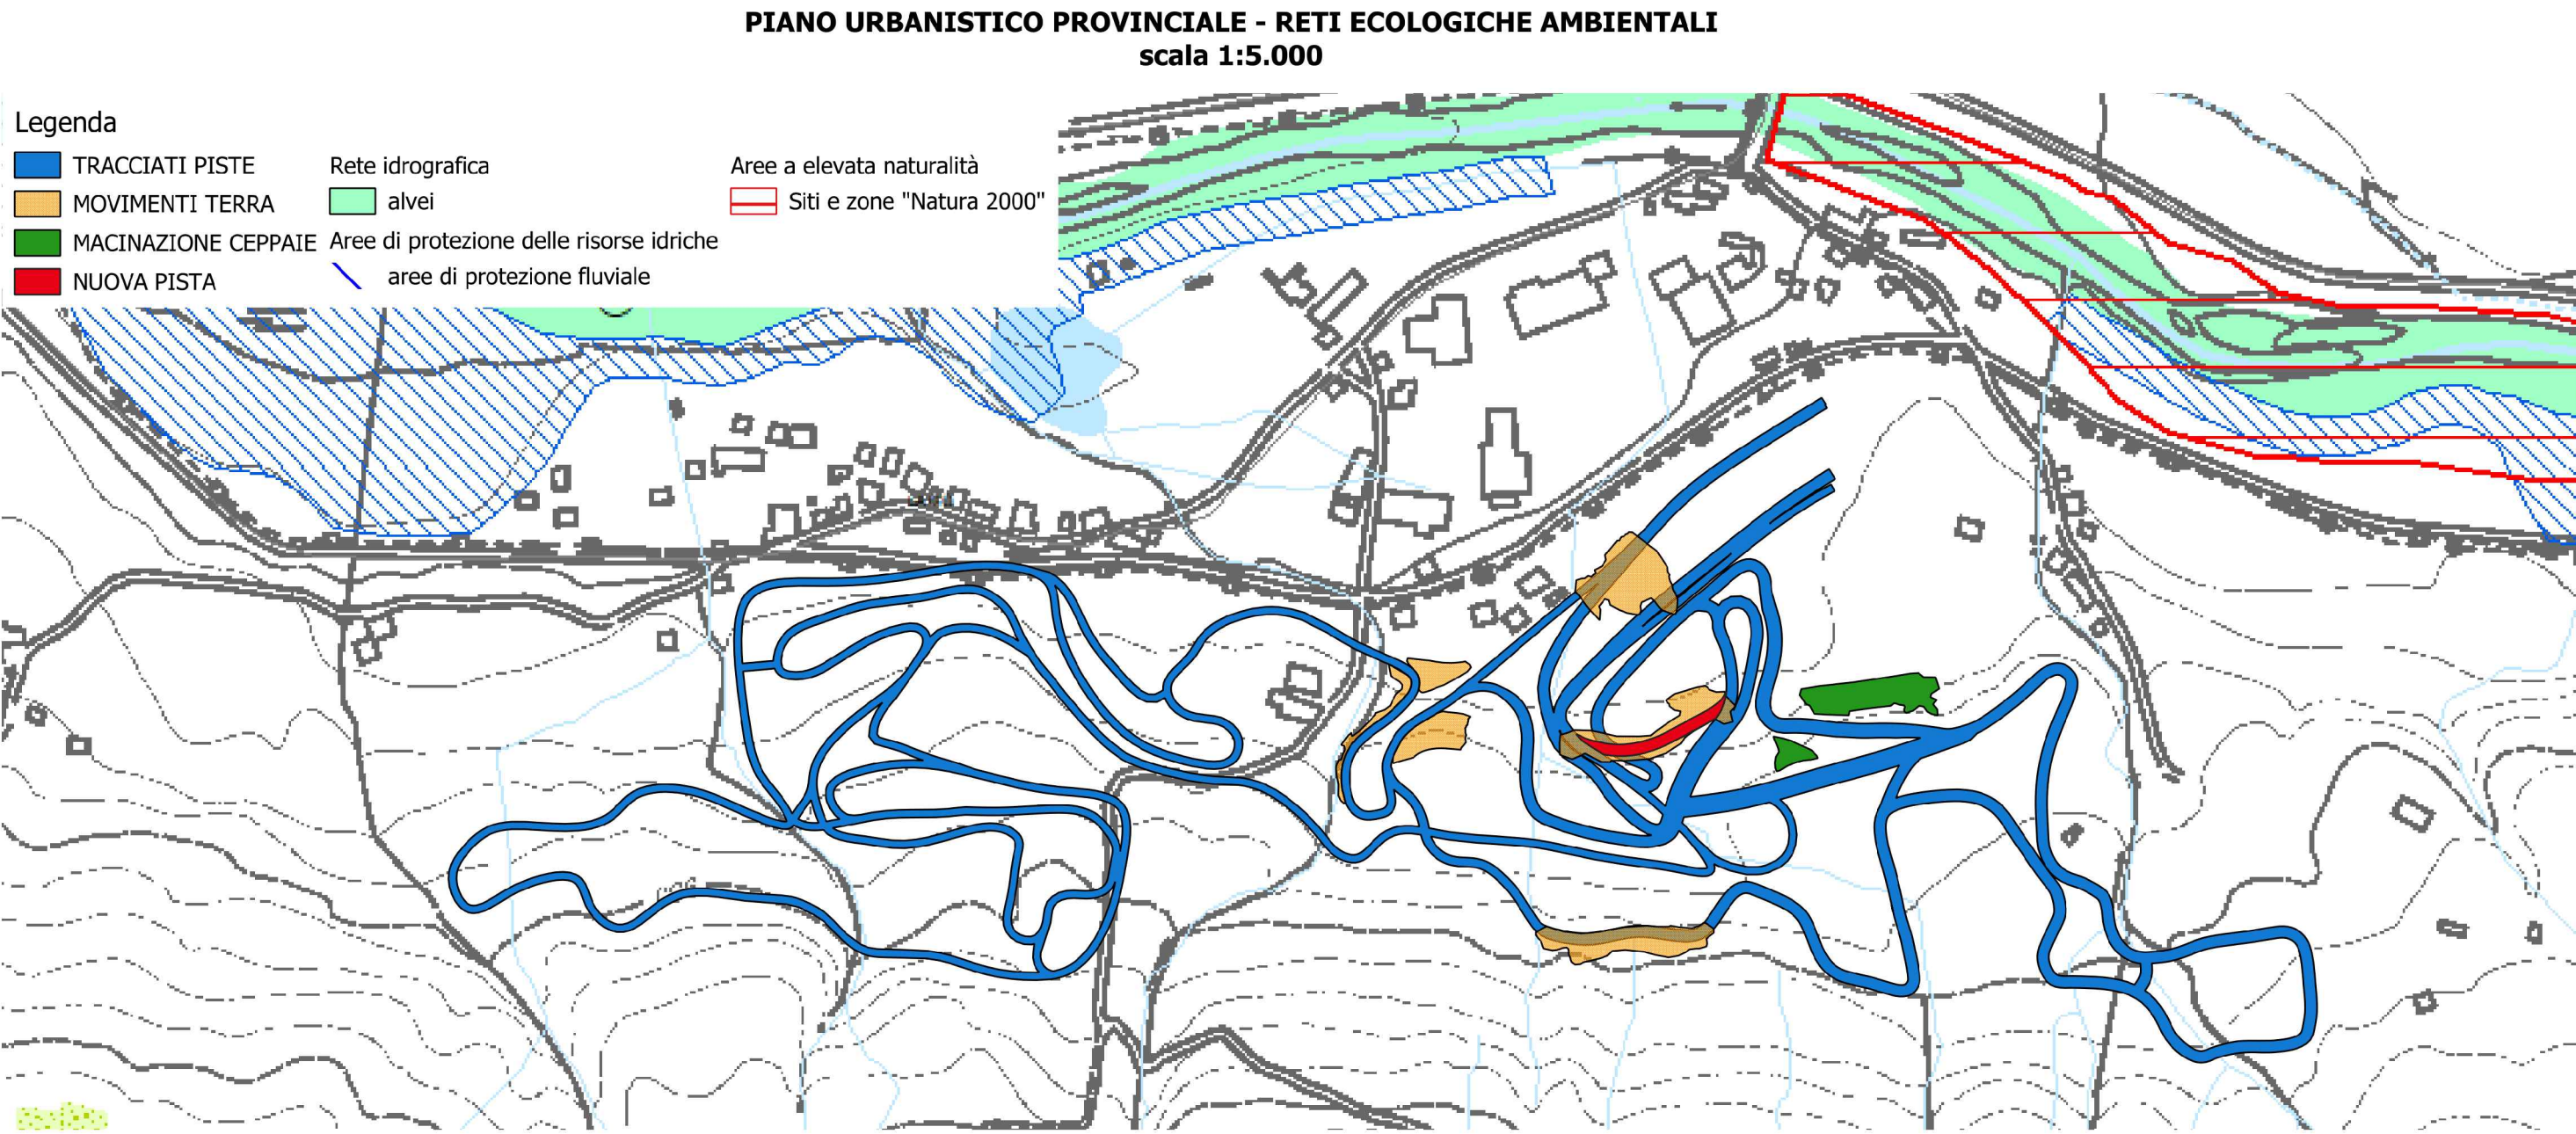 PIANO URBANISTICO PROVINCIALE - RETI ECOLOGICHE AMBIENTALI
scala 1:5.000
Legenda
TRACCIATI PISTE
MOVIMENTI TERRA
MACINAZIONE CEPPAIE
NUOVA PISTA
Rete idrografica
alvei
Aree di protezione delle risorse idriche
aree di protezione fluviale
Aree a elevata naturalità
Siti e zone "Natura 2000"